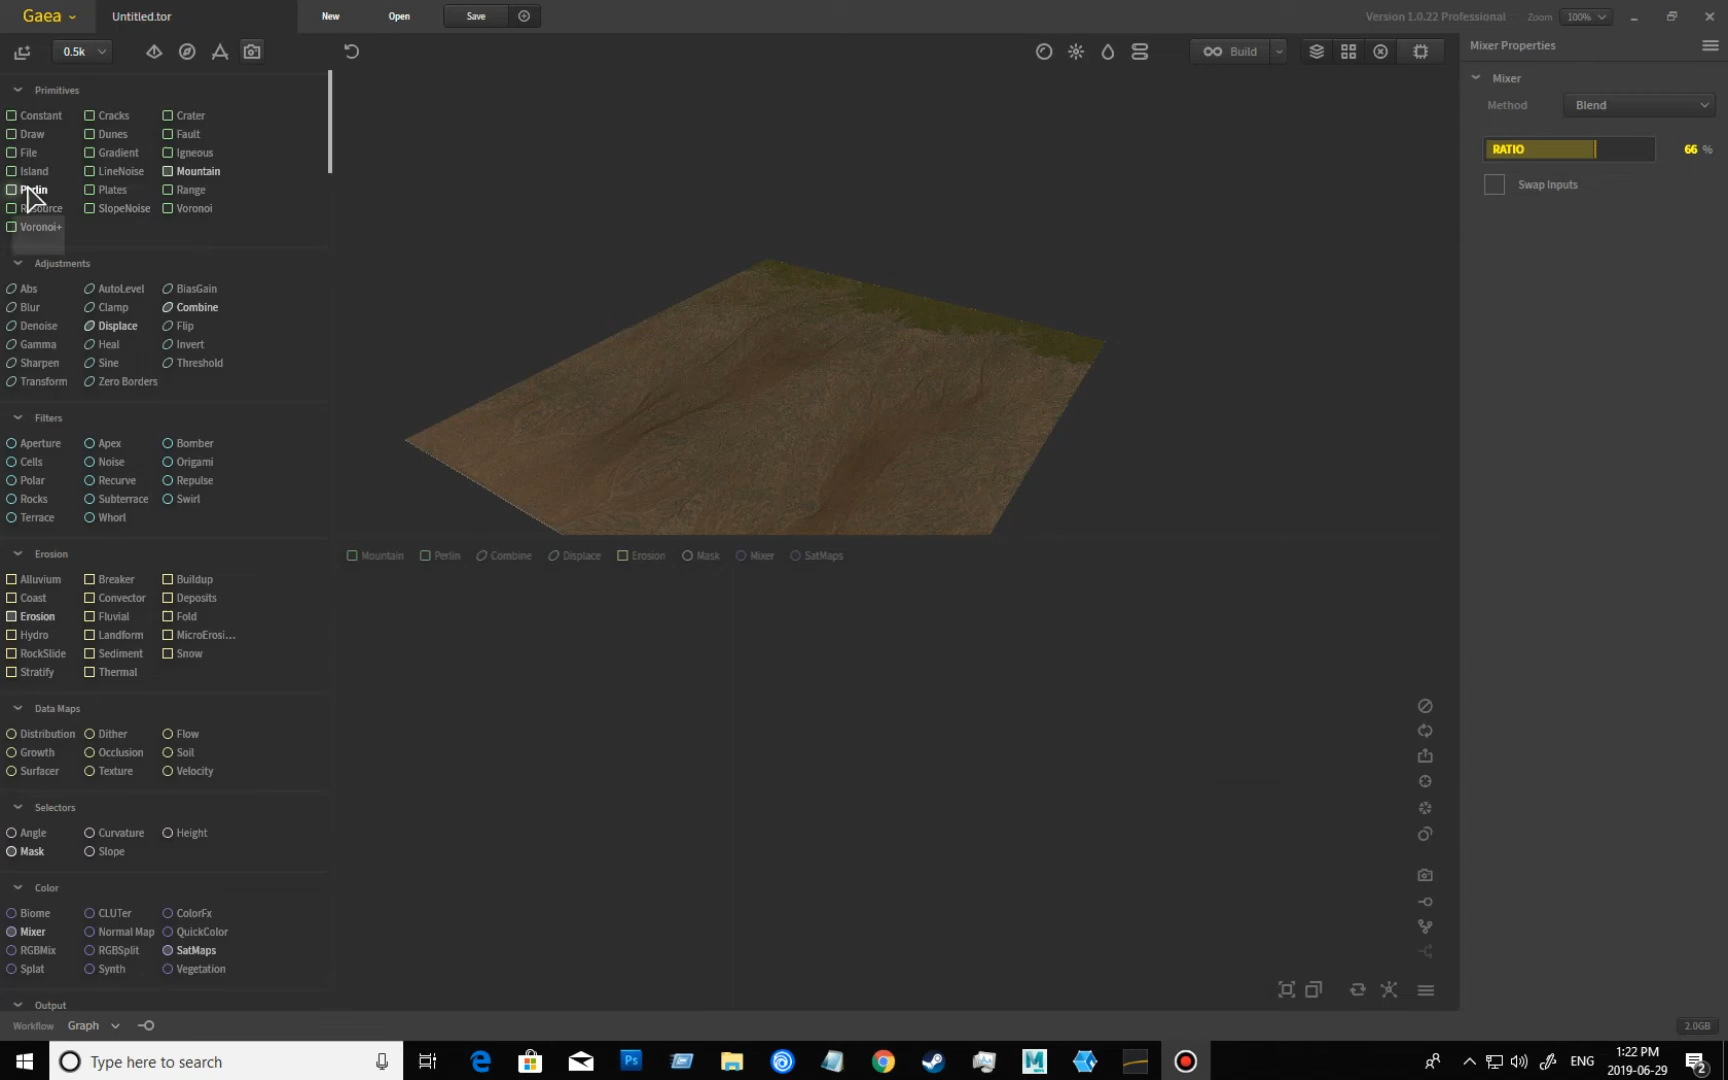 Gaea Untitled.tor New Open Save Version 1.0.22 Professional Zoom 100%
0.5k Build Mixer Properties
Primitives
Constant Cracks Crater
Draw Dunes Fault
File Gradient Igneous
Island LineNoise Mountain
Perlin Plates Range
Resource SlopeNoise Voronoi
Voronoi+
Adjustments
Abs AutoLevel BiasGain
Blur Clamp Combine
Denoise Displace Flip
Gamma Heal Invert
Sharpen Sine Threshold
Transform Zero Borders
Filters
Aperture Apex Bomber
Cells Noise Origami
Polar Recurve Repulse
Rocks Subterrace Swirl
Terrace Whorl
Erosion
Alluvium Breaker Buildup
Coast Convector Deposits
Erosion Fluvial Fold
Hydro Landform MicroErosi...
RockSlide Sediment Snow
Stratify Thermal
Data Maps
Distribution Dither Flow
Growth Occlusion Soil
Surfacer Texture Velocity
Selectors
Angle Curvature Height
Mask Slope
Color
Biome CLUTer ColorFx
Mixer Normal Map QuickColor
RGBMix RGBSplit SatMaps
Splat Synth Vegetation
Output
Mountain Perlin Combine Displace Erosion Mask Mixer SatMaps
Mixer
Method Blend
RATIO 66 %
Swap Inputs
Workflow Graph 2.0GB
Type here to search
Ps
M
ENG
1:22 PM
2019-06-29
2